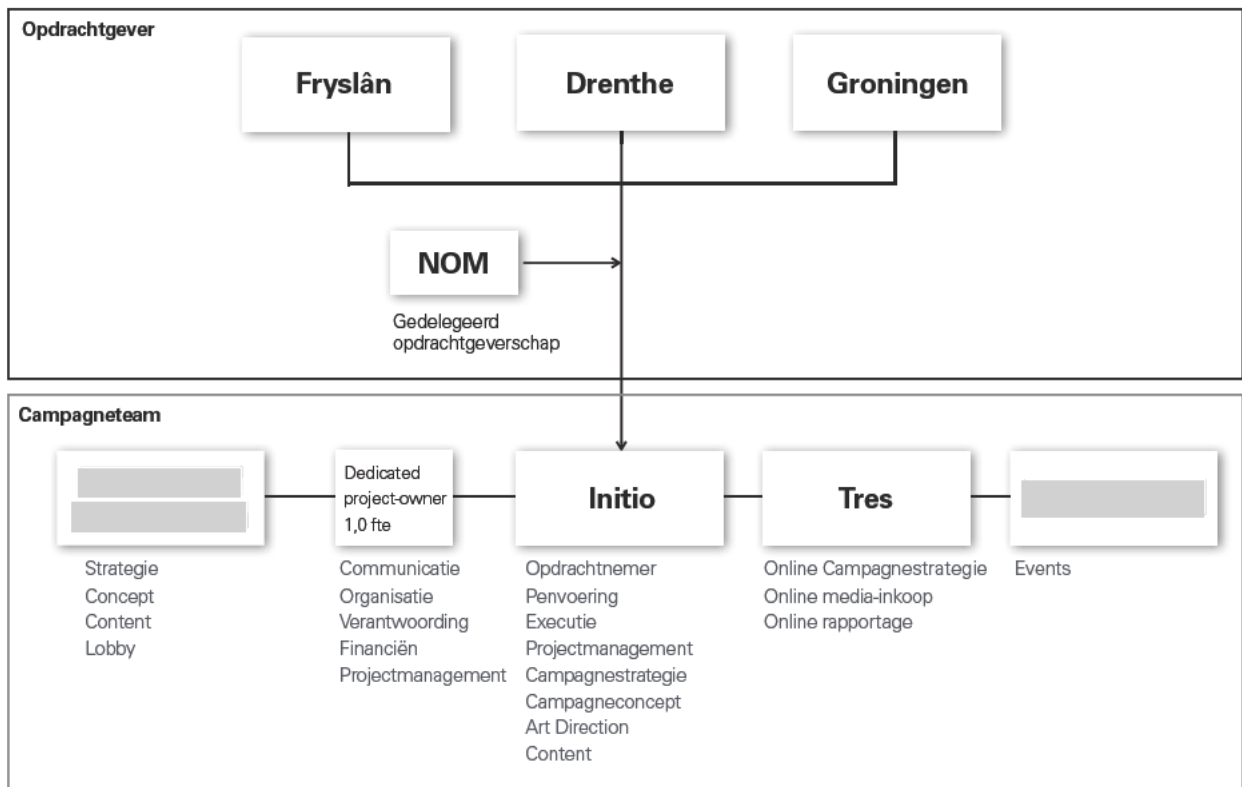 Opdrachtgever
Fryslân
Drenthe
Groningen
NOM
Gedelegeerd
opdrachtgeverschap
Campagneteam
Strategie
Concept
Content
Lobby
Dedicated
project-owner
1,0 fte
Communicatie
Organisatie
Verantwoording
Financiën
Projectmanagement
Initio
Opdrachtnemer
Penvoering
Executie
Projectmanagement
Campagnestrategie
Campagneconcept
Art Direction
Content
Tres
Online Campagnestrategie
Online media-inkoop
Online rapportage
Events